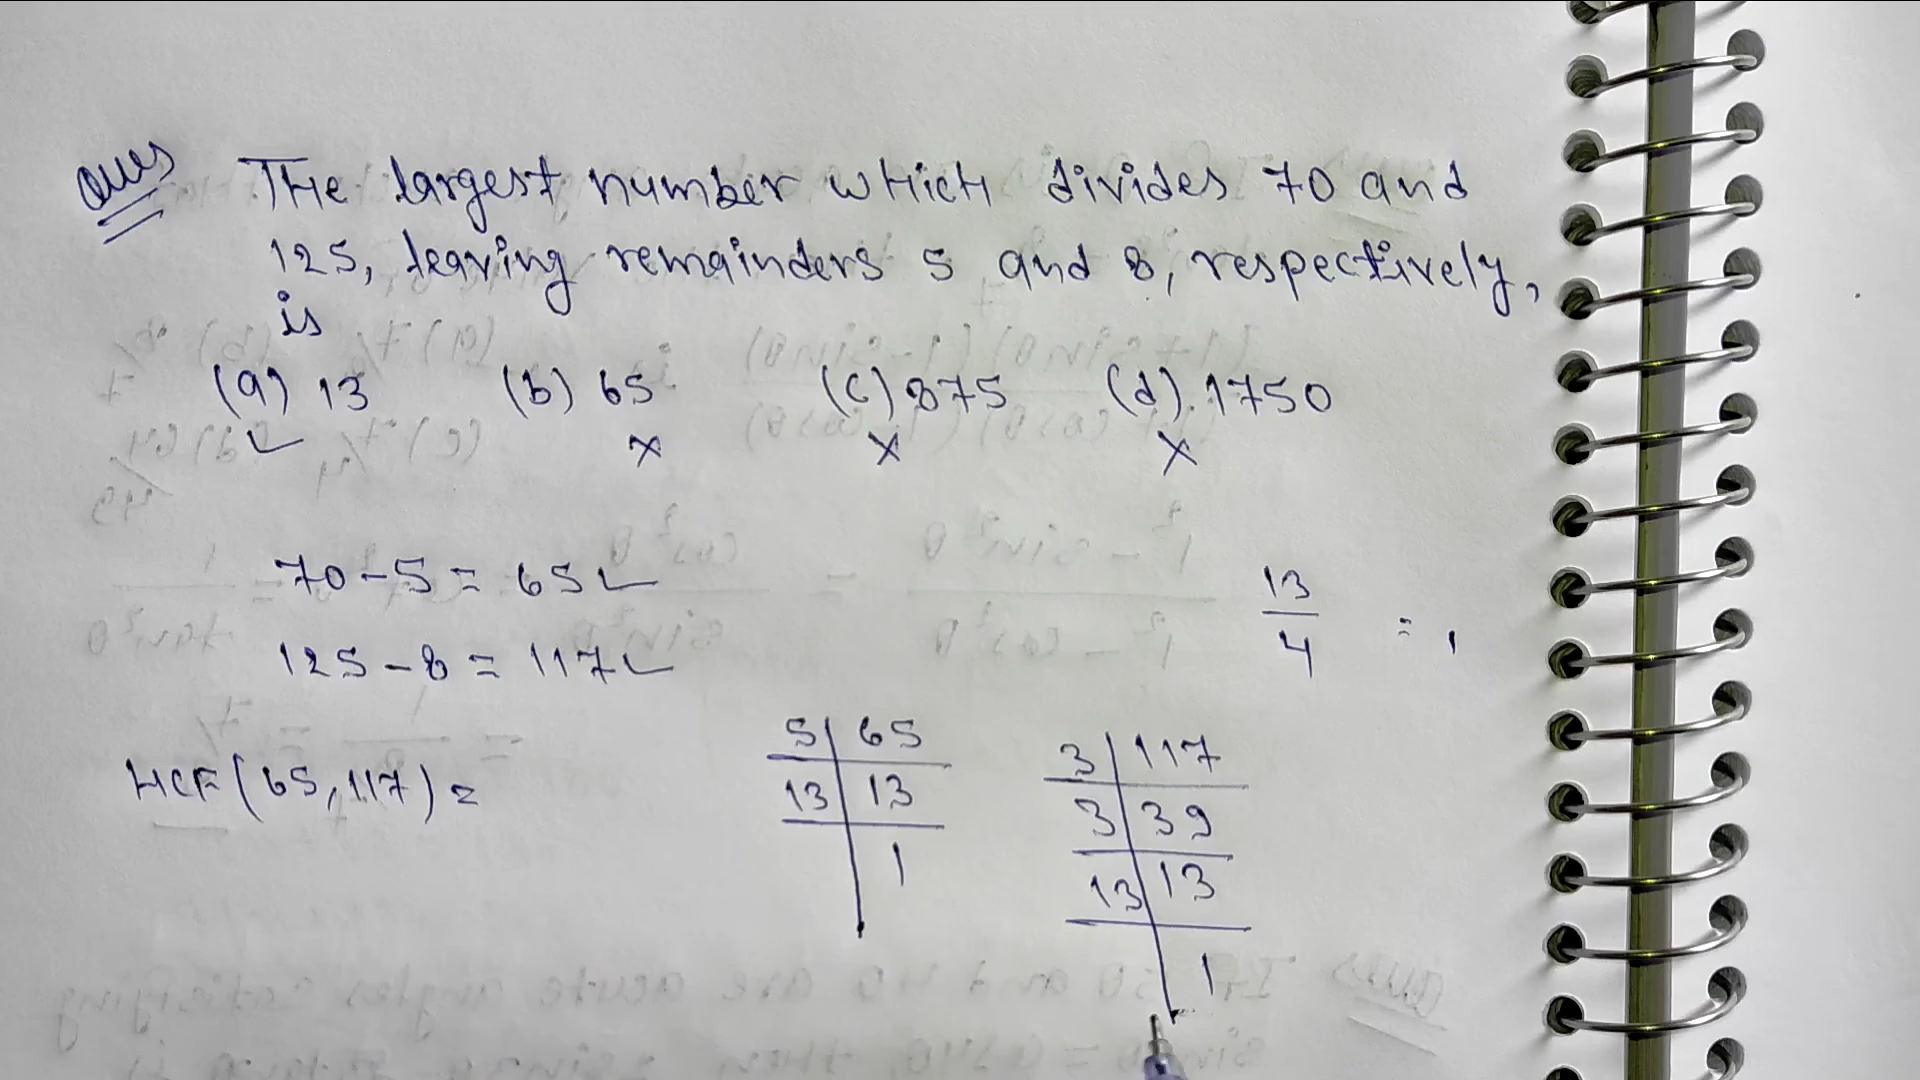 Ques The largest number which divides 70 and
125, leaving remainders 5 and 8, respectively,
is
(a) 13 (b) 65 (c) 875 (d) 1750
70 - 5 = 65
125 - 8 = 117
13
4
=
HCF (65, 117) =
5 65
13 13
1
3 117
3 39
13 13
1